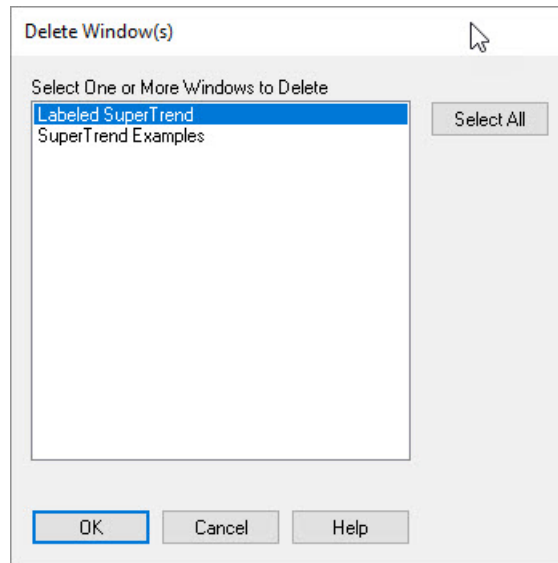 Delete Window(s)
Select One or More Windows to Delete
Labeled SuperTrend
SuperTrend Examples
Select All
OK
Cancel
Help